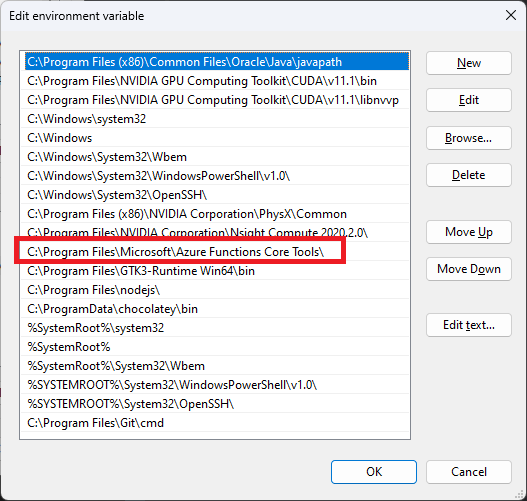 Edit environment variable
C:\Program Files (x86)\Common Files\Oracle\Java\javapath
C:\Program Files\NVIDIA GPU Computing Toolkit\CUDA\v11.1\bin
C:\Program Files\NVIDIA GPU Computing Toolkit\CUDA\v11.1\libnvvp
C:\Windows\system32
C:\Windows
C:\Windows\System32\Wbem
C:\Windows\System32\WindowsPowerShell\v1.0\
C:\Windows\System32\OpenSSH\
C:\Program Files (x86)\NVIDIA Corporation\PhysX\Common
C:\Program Files\NVIDIA Corporation\Nsight Compute 2020.2.0\
C:\Program Files\Microsoft\Azure Functions Core Tools\
C:\Program Files\GTK3-Runtime Win64\bin
C:\Program Files\nodejs\
C:\ProgramData\chocolatey\bin
%SystemRoot%\system32
%SystemRoot%
%SystemRoot%\System32\Wbem
%SYSTEMROOT%\System32\WindowsPowerShell\v1.0\
%SYSTEMROOT%\System32\OpenSSH\
C:\Program Files\Git\cmd
New
Edit
Browse...
Delete
Move Up
Move Down
Edit text...
OK
Cancel